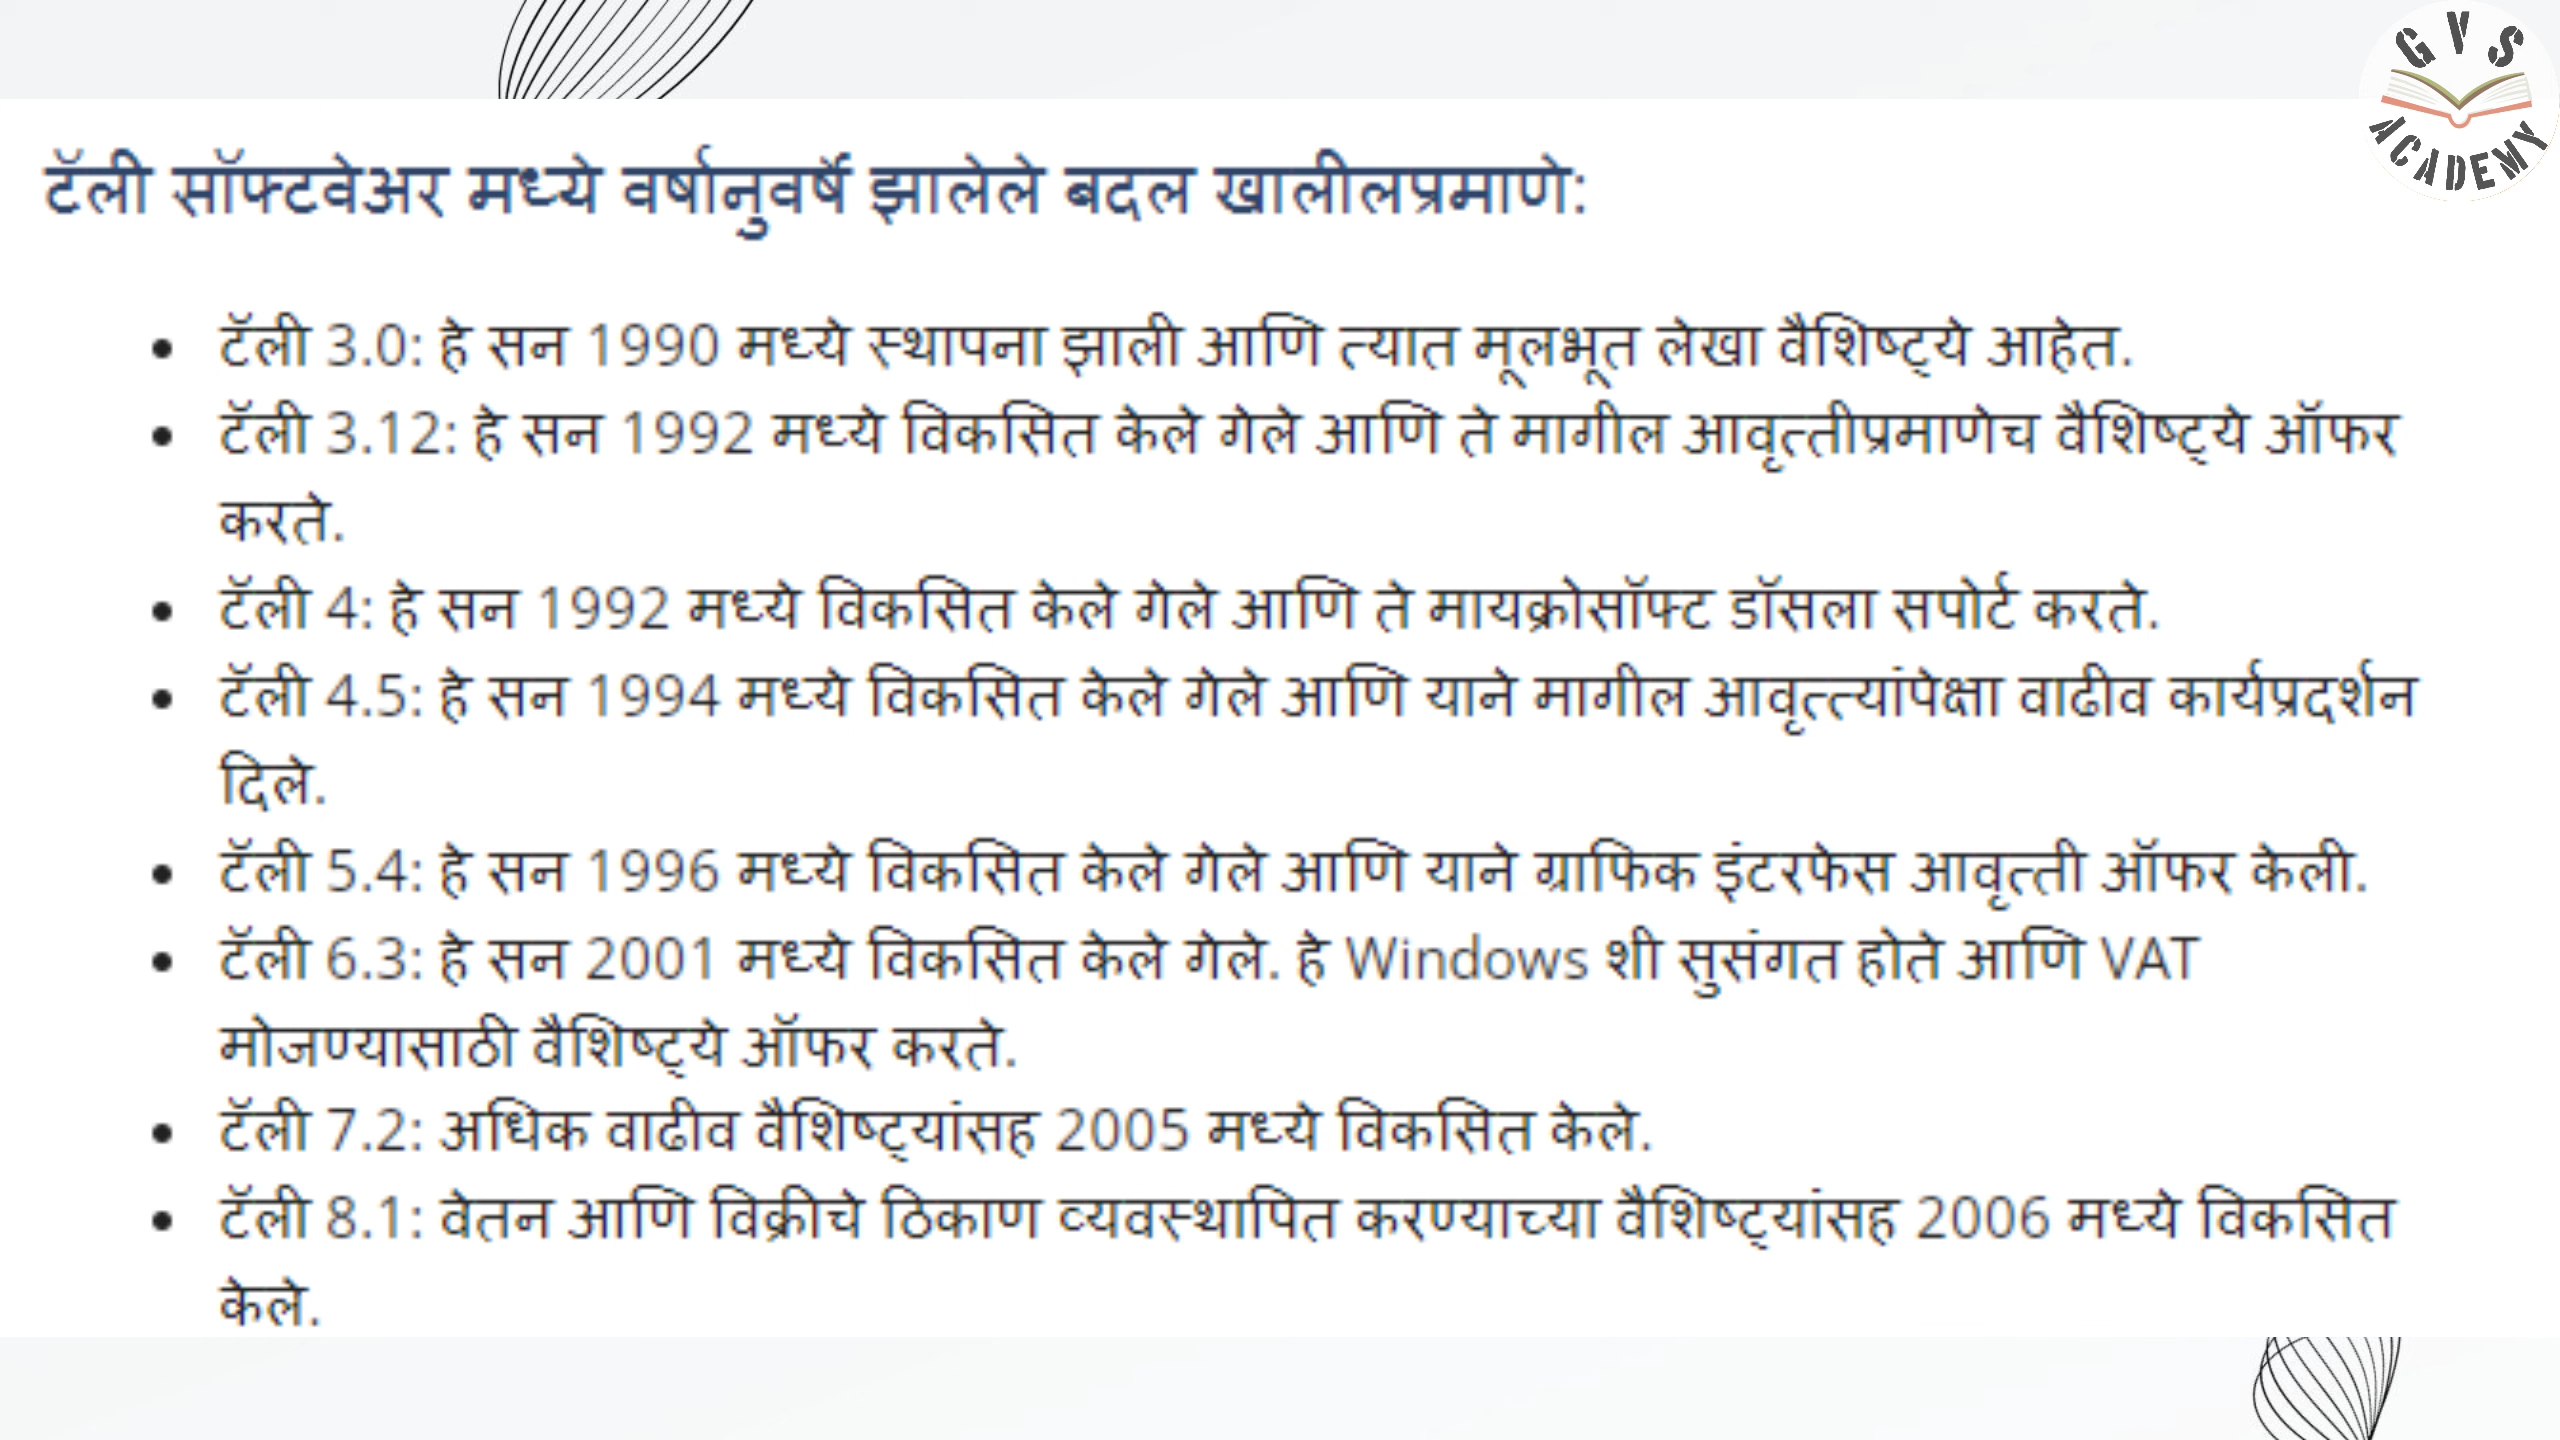 GVS
ACADEMY
टॅली सॉफ्टवेअर मध्ये वर्षानुवर्षे झालेले बदल खालीलप्रमाणे:
• टॅली 3.0: हे सन 1990 मध्ये स्थापना झाली आणि त्यात मूलभूत लेखा वैशिष्ट्ये आहेत.
• टॅली 3.12: हे सन 1992 मध्ये विकसित केले गेले आणि ते मागील आवृत्तीप्रमाणेच वैशिष्ट्ये ऑफर
करते.
• टॅली 4: हे सन 1992 मध्ये विकसित केले गेले आणि ते मायक्रोसॉफ्ट डॉसला सपोर्ट करते.
• टॅली 4.5: हे सन 1994 मध्ये विकसित केले गेले आणि याने मागील आवृत्त्यांपेक्षा वाढीव कार्यप्रदर्शन
दिले.
• टॅली 5.4: हे सन 1996 मध्ये विकसित केले गेले आणि याने ग्राफिक इंटरफेस आवृत्ती ऑफर केली.
• टॅली 6.3: हे सन 2001 मध्ये विकसित केले गेले. हे Windows शी सुसंगत होते आणि VAT
मोजण्यासाठी वैशिष्ट्ये ऑफर करते.
• टॅली 7.2: अधिक वाढीव वैशिष्ट्यांसह 2005 मध्ये विकसित केले.
• टॅली 8.1: वेतन आणि विक्रीचे ठिकाण व्यवस्थापित करण्याच्या वैशिष्ट्यांसह 2006 मध्ये विकसित
केले.